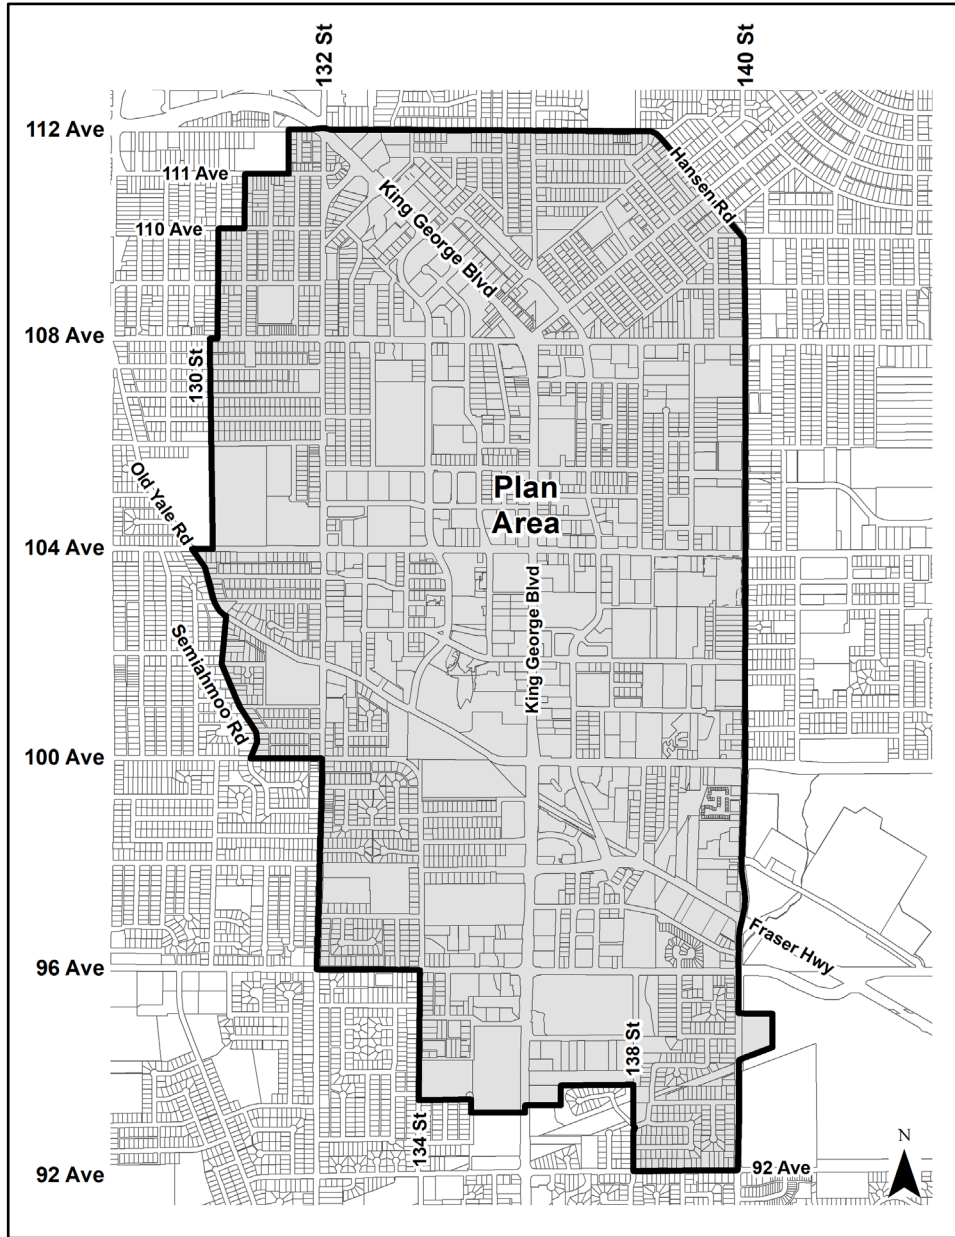 132 St
140 St
112 Ave
111 Ave
Hansen Rd
King George Blvd
110 Ave
108 Ave
130 St
Old Yale Rd
Plan
Area
104 Ave
King George Blvd
Semiahmoo Rd
100 Ave
Fraser Hwy
96 Ave
138 St
134 St
N
92 Ave
92 Ave